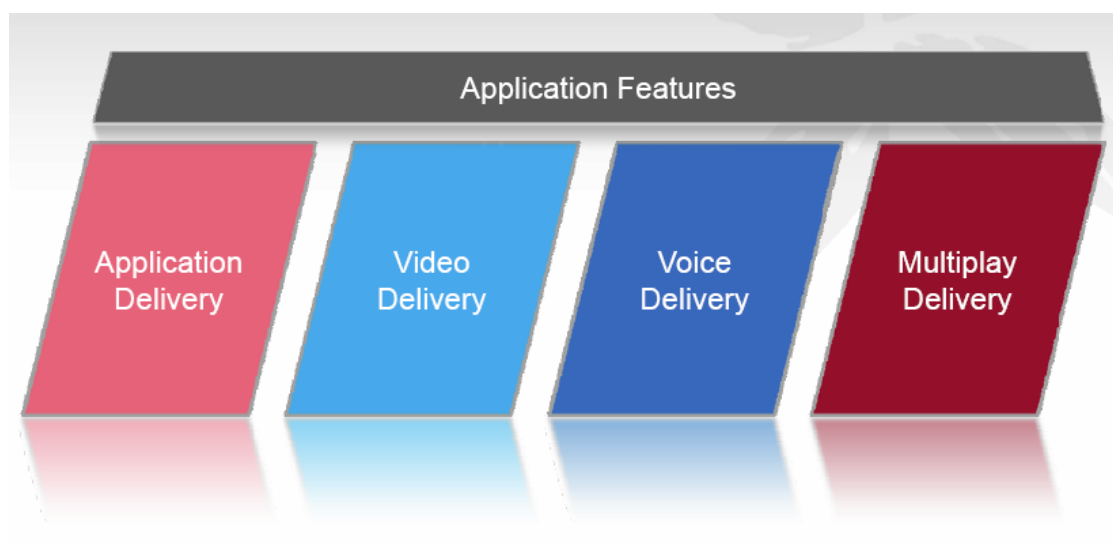 Application Features
Application
Delivery
Video
Delivery
Voice
Delivery
Multiplay
Delivery